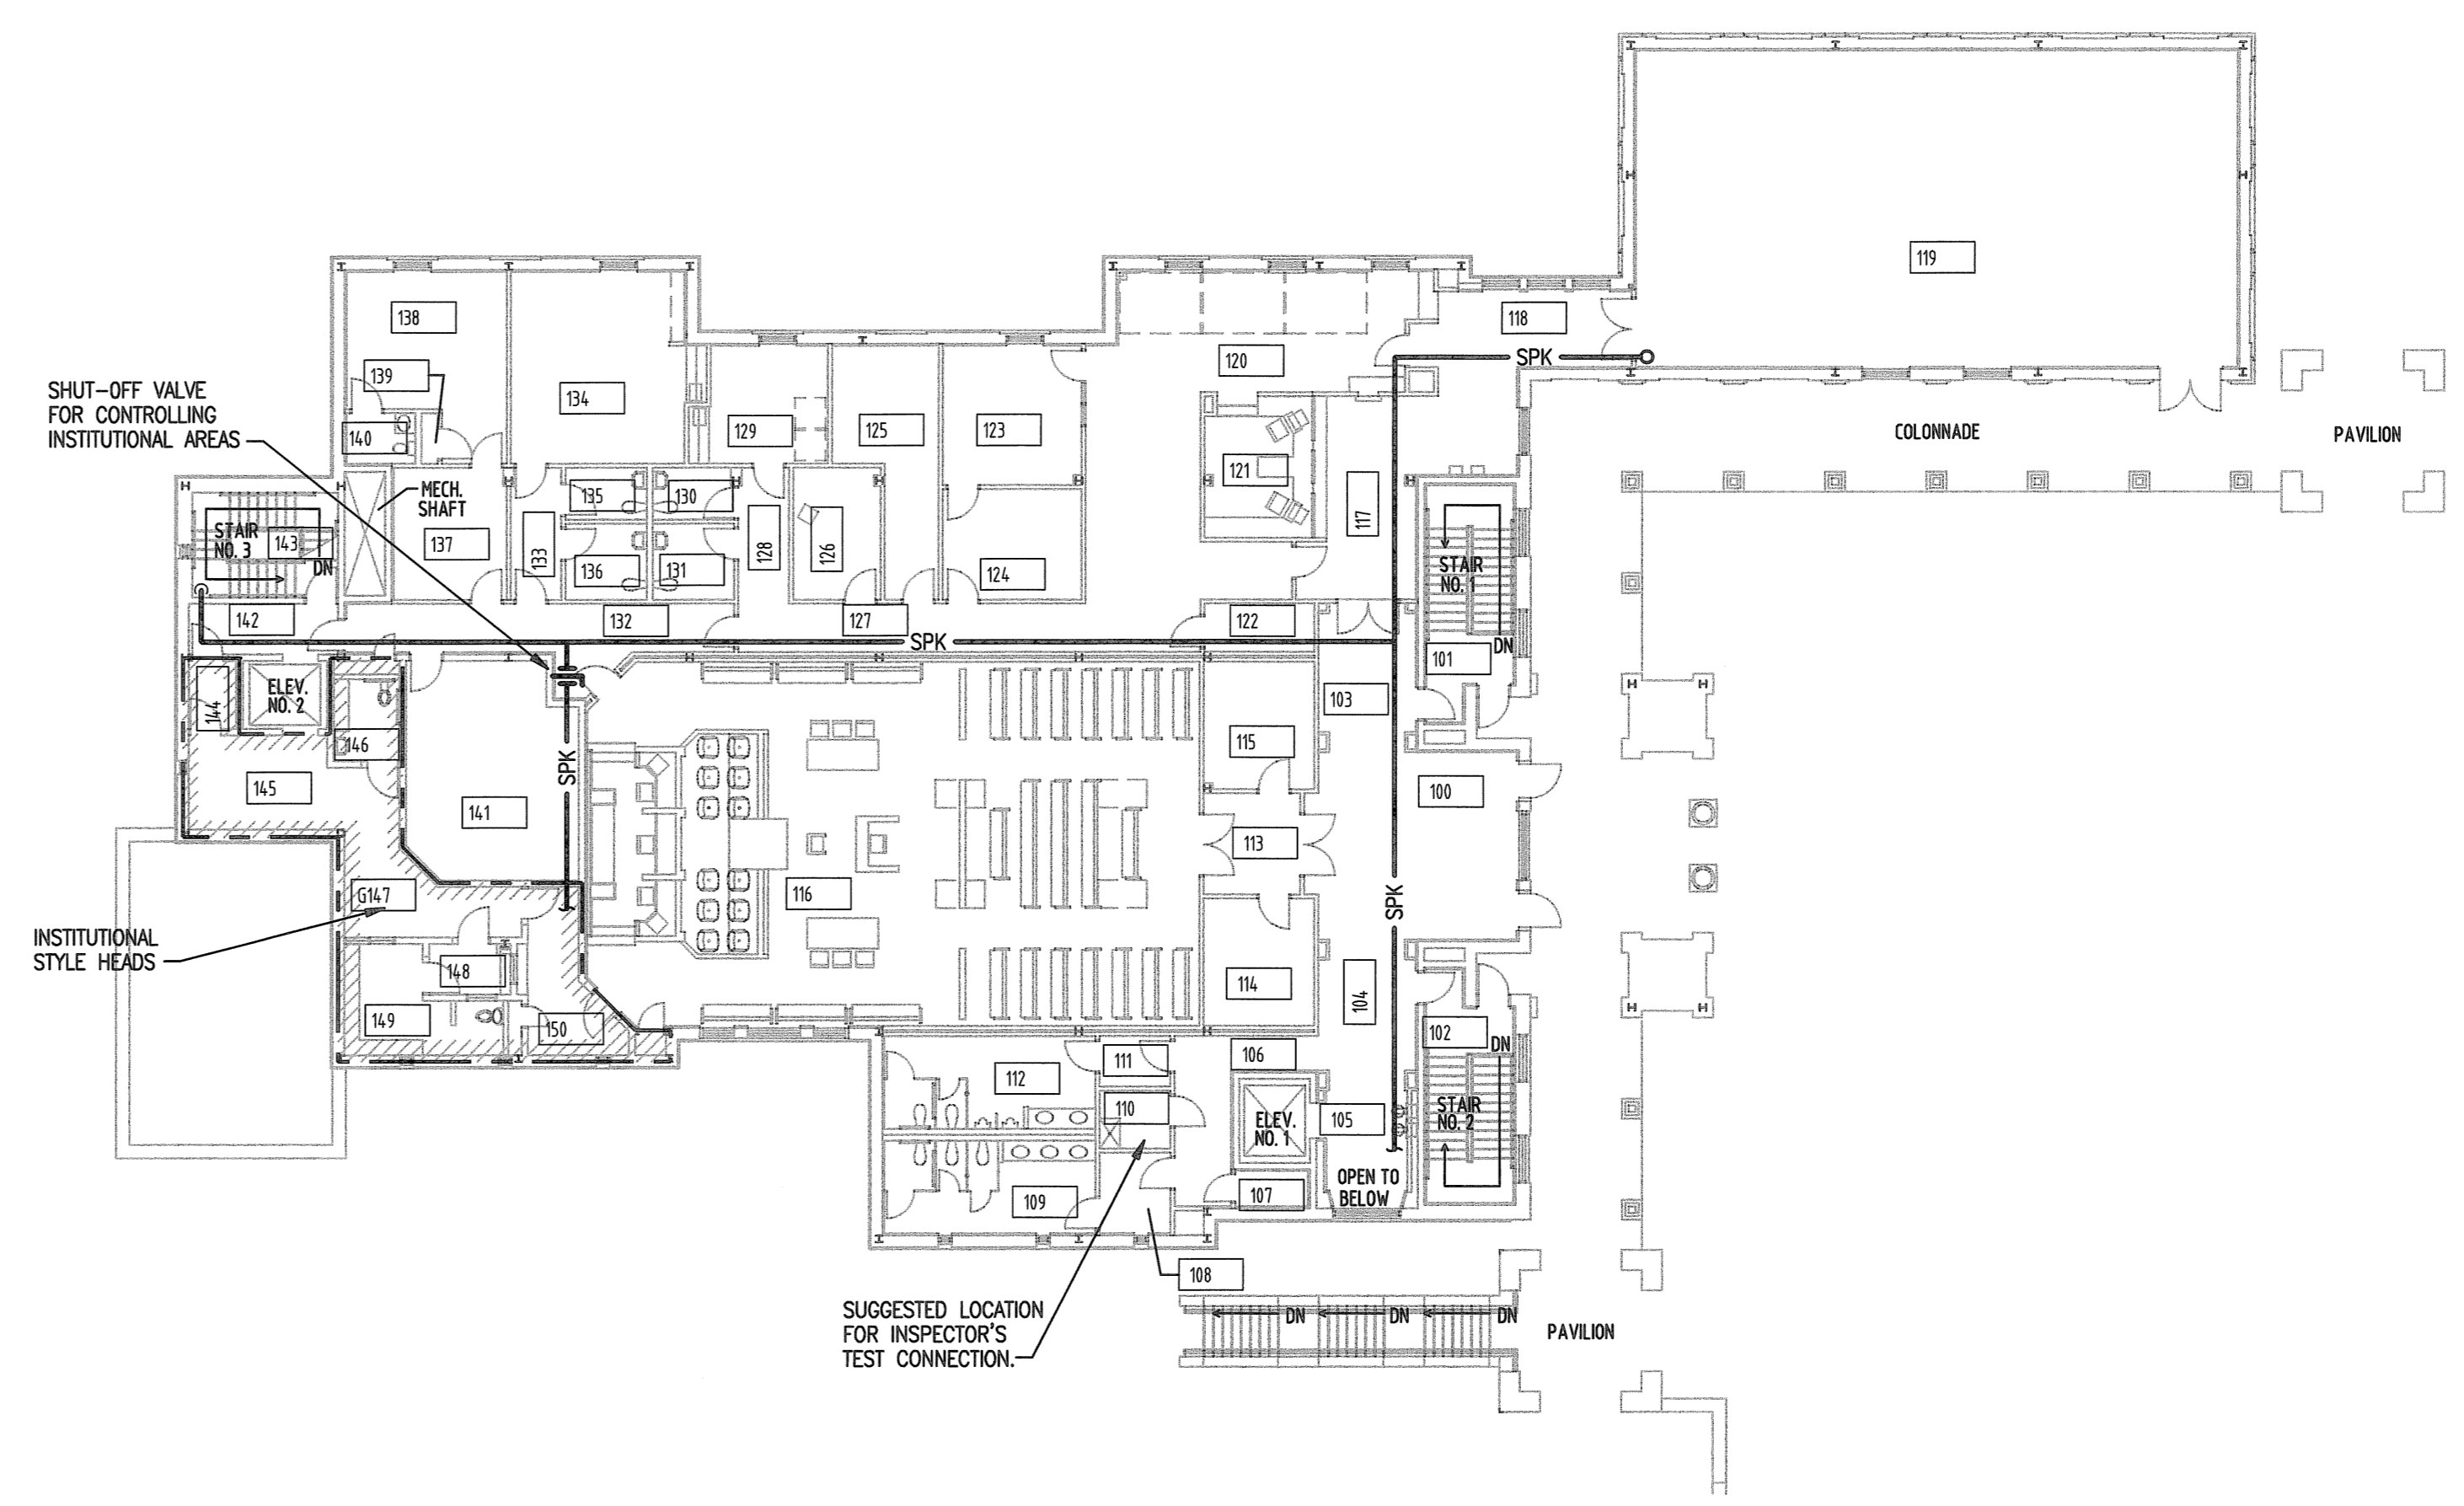 119
138
118
139
120
SPK
SHUT-OFF VALVE
FOR CONTROLLING
INSTITUTIONAL AREAS
134
140
129
125
123
COLONNADE
PAVILION
121
MECH.
SHAFT
135
130
117
STAIR
NO. 3
143
137
133
136
131
128
126
124
DN
STAIR
NO. 1
142
132
127
122
SPK
DN
101
144
ELEV.
NO. 2
103
146
115
SPK
145
141
100
113
G147
116
SPK
INSTITUTIONAL
STYLE HEADS
148
114
104
149
150
102
DN
106
111
112
110
ELEV.
NO. 1
105
STAIR
NO. 2
OPEN TO
BELOW
109
107
108
SUGGESTED LOCATION
FOR INSPECTOR'S
TEST CONNECTION.
DN
DN
DN
PAVILION